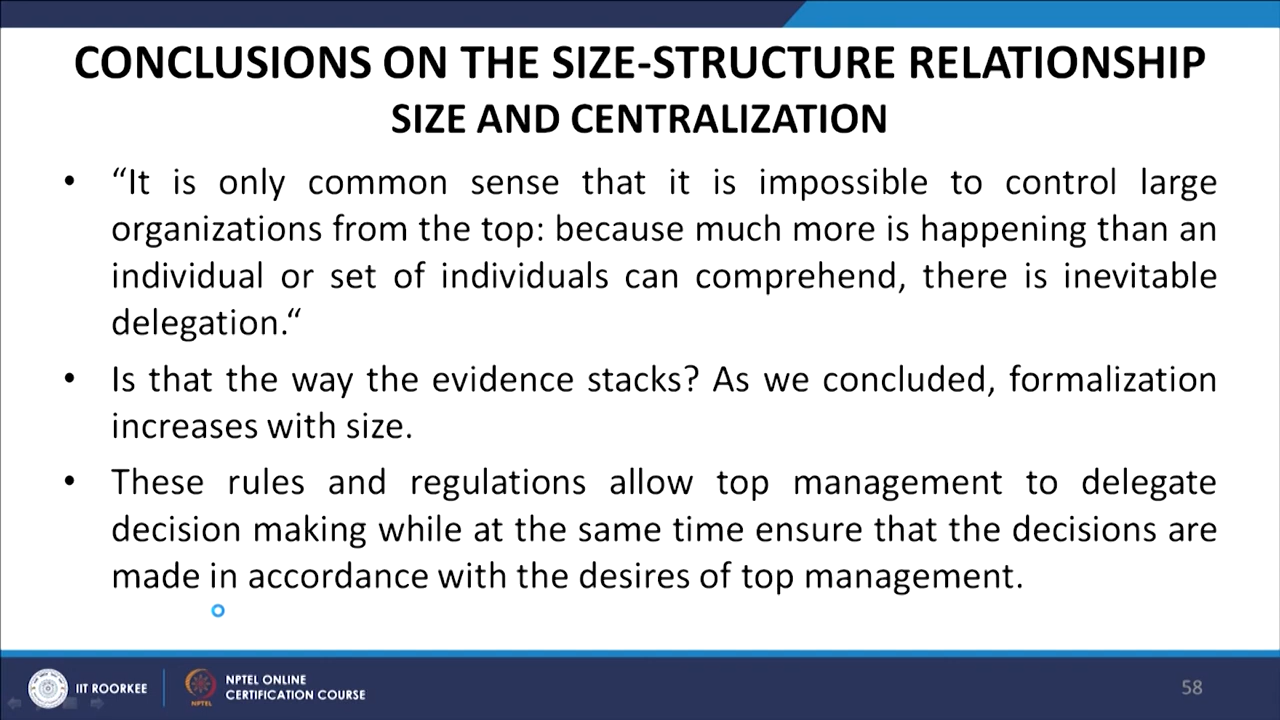 CONCLUSIONS ON THE SIZE-STRUCTURE RELATIONSHIP
SIZE AND CENTRALIZATION
• “It is only common sense that it is impossible to control large
organizations from the top: because much more is happening than an
individual or set of individuals can comprehend, there is inevitable
delegation.“
• Is that the way the evidence stacks? As we concluded, formalization
increases with size.
• These rules and regulations allow top management to delegate
decision making while at the same time ensure that the decisions are
made in accordance with the desires of top management.
IIT ROORKEE
NPTEL
NPTEL ONLINE
CERTIFICATION COURSE
58